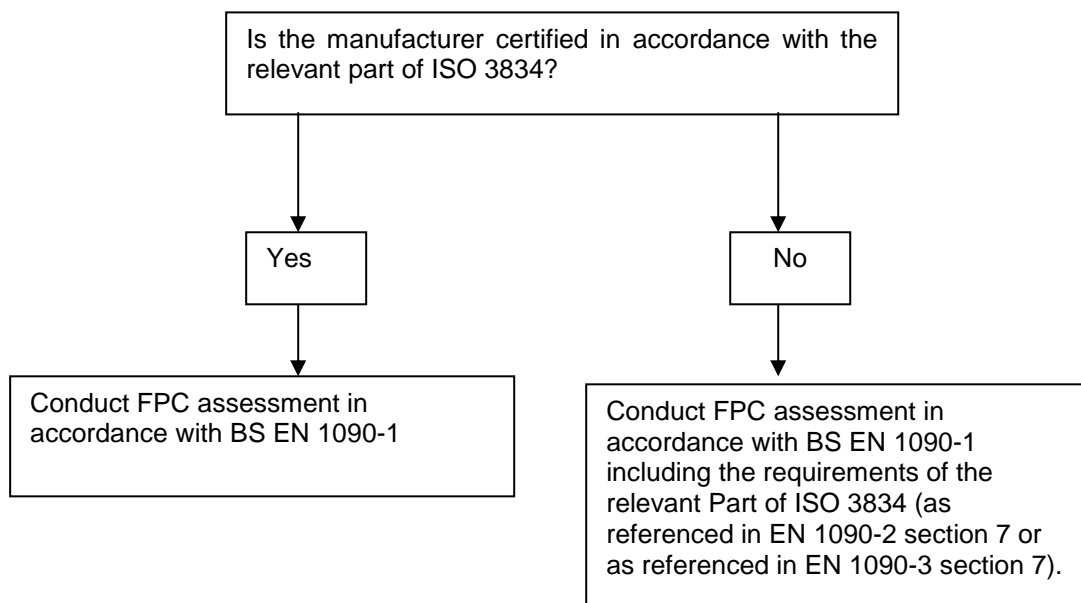 Is the manufacturer certified in accordance with the
relevant part of ISO 3834?
Yes
No
Conduct FPC assessment in
accordance with BS EN 1090-1
Conduct FPC assessment in
accordance with BS EN 1090-1
including the requirements of the
relevant Part of ISO 3834 (as
referenced in EN 1090-2 section 7 or
as referenced in EN 1090-3 section 7).